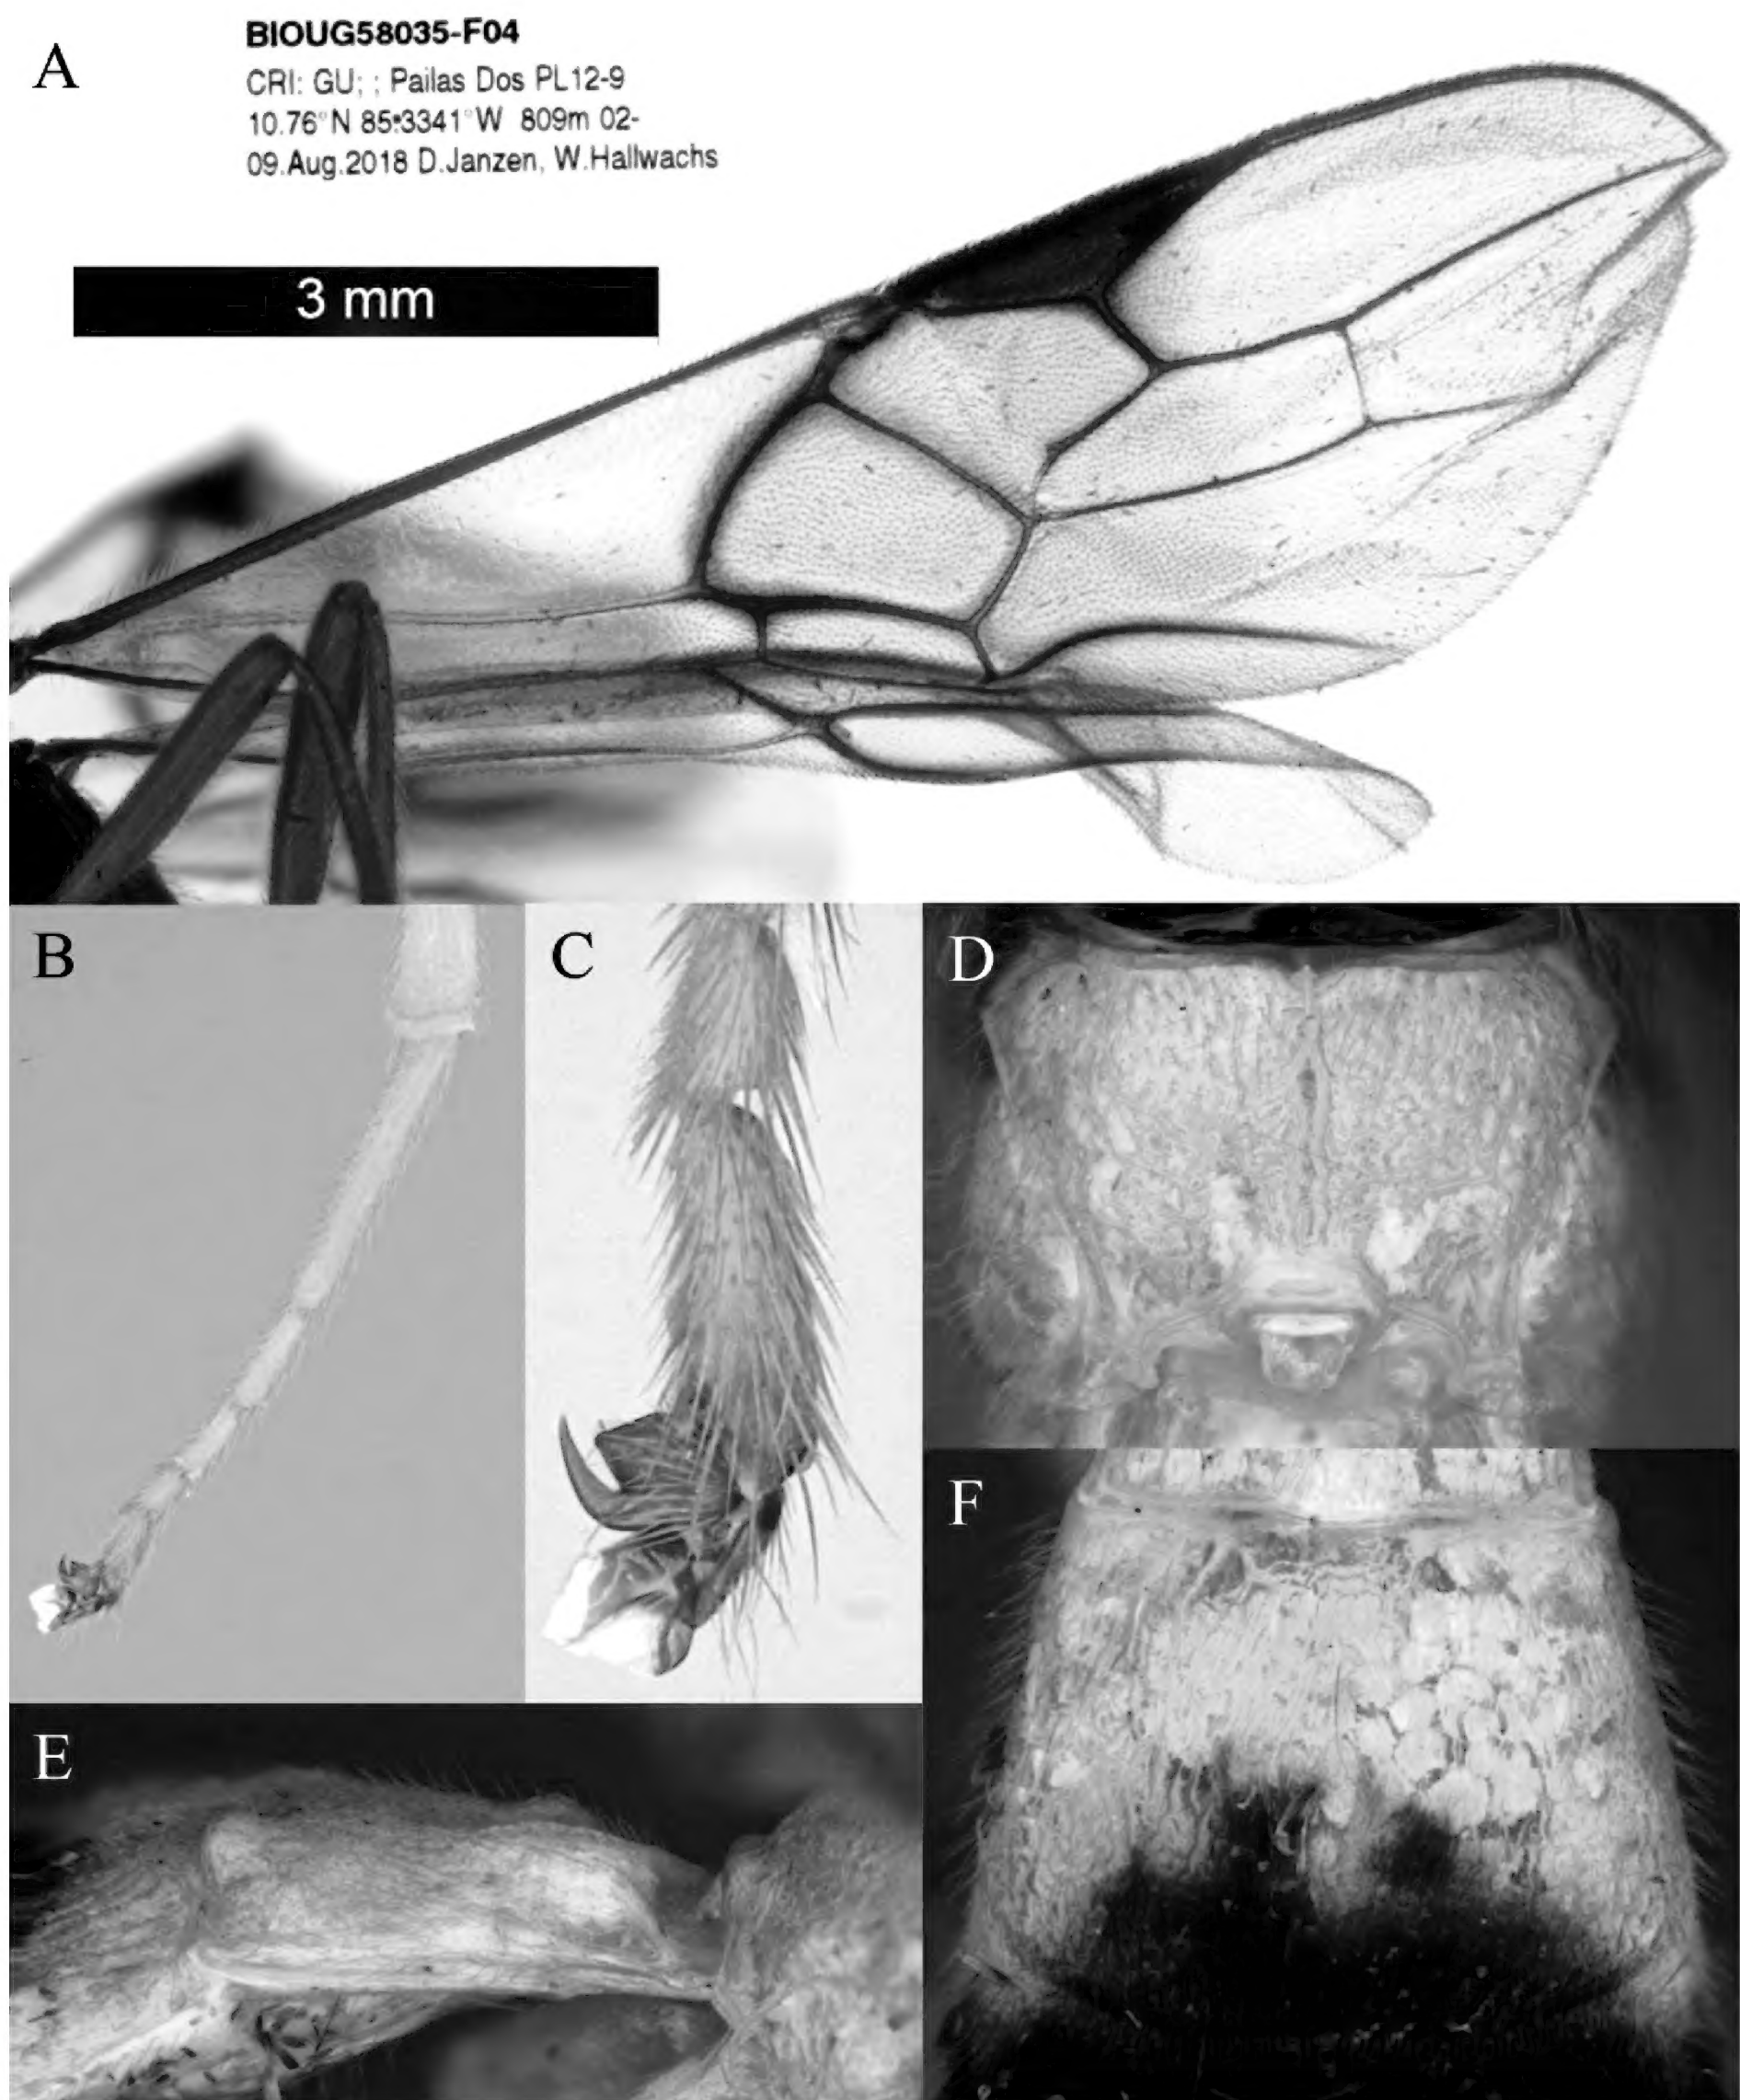 A
BIOUG58035-F04
CRI: GU; ; Pailas Dos PL12-9
10.76°N 85°3341°W 809m 02-
09.Aug.2018 D.Janzen, W.Hallwachs
3 mm
B
C
D
E
F